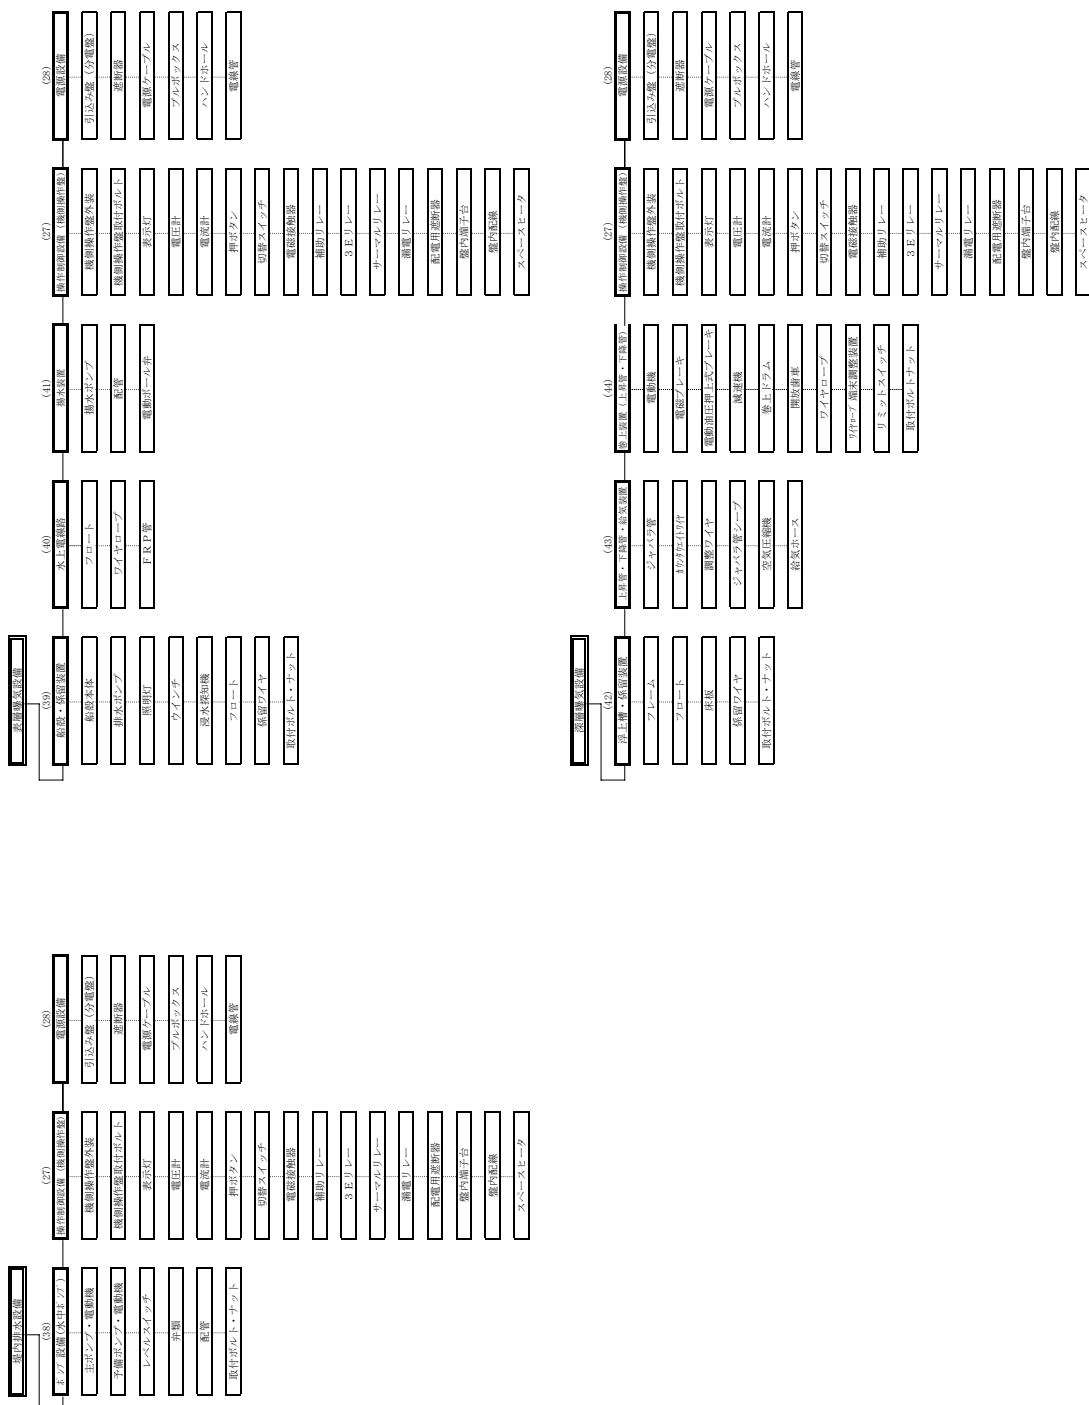 堤内排水設備
(38)
ﾎﾟﾝﾌﾟ設備(水中ﾎﾟﾝﾌﾟ)
主ポンプ・電動機
予備ポンプ・電動機
レベルスイッチ
弁類
配管
取付ボルト・ナット
(27)
操作制御設備（機側操作盤）
機側操作盤外装
機側操作盤取付ボルト
表示灯
電圧計
電流計
押ボタン
切替スイッチ
電磁接触器
補助リレー
３Ｅリレー
サーマルリレー
漏電リレー
配電用遮断器
盤内端子台
盤内配線
スペースヒータ
(28)
電源設備
引込み盤（分電盤）
遮断器
電源ケーブル
プルボックス
ハンドホール
電線管
表層曝気設備
(39)
船殻・係留装置
船殻本体
排水ポンプ
照明灯
ウインチ
浸水探知機
フロート
係留ワイヤ
取付ボルト・ナット
(40)
水上電線路
フロート
ワイヤロープ
ＦＲＰ管
(41)
揚水装置
揚水ポンプ
配管
電動ボール弁
(27)
操作制御設備（機側操作盤）
機側操作盤外装
機側操作盤取付ボルト
表示灯
電圧計
電流計
押ボタン
切替スイッチ
電磁接触器
補助リレー
３Ｅリレー
サーマルリレー
漏電リレー
配電用遮断器
盤内端子台
盤内配線
スペースヒータ
(28)
電源設備
引込み盤（分電盤）
遮断器
電源ケーブル
プルボックス
ハンドホール
電線管
深層曝気設備
(42)
浮上槽・係留装置
フレーム
フロート
床板
係留ワイヤ
取付ボルト・ナット
(43)
上昇管・下降管・給気装置
ジャバラ管
ｶｳﾝﾀｳｪｲﾄﾜｲﾔ
調整ワイヤ
ジャバラ管シーブ
空気圧縮機
給気ホース
(44)
巻上装置（上昇管・下降管）
電動機
電磁ブレーキ
電動油圧押上式ブレーキ
減速機
巻上ドラム
開放歯車
ワイヤロープ
ﾜｲﾔﾛｰﾌﾟ端末調整装置
リミットスイッチ
取付ボルトナット
(27)
操作制御設備（機側操作盤）
機側操作盤外装
機側操作盤取付ボルト
表示灯
電圧計
電流計
押ボタン
切替スイッチ
電磁接触器
補助リレー
３Ｅリレー
サーマルリレー
漏電リレー
配電用遮断器
盤内端子台
盤内配線
スペースヒータ
(28)
電源設備
引込み盤（分電盤）
遮断器
電源ケーブル
プルボックス
ハンドホール
電線管